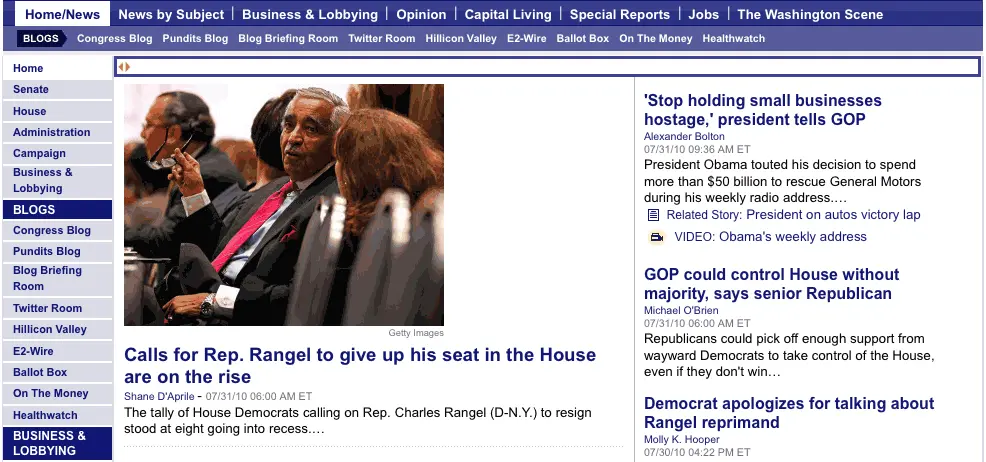 Home/News
News by Subject
Business & Lobbying
Opinion
Capital Living
Special Reports
Jobs
The Washington Scene
BLOGS
Congress Blog
Pundits Blog
Blog Briefing Room
Twitter Room
Hillicon Valley
E2-Wire
Ballot Box
On The Money
Healthwatch
Home
Senate
House
Administration
Campaign
Business &
Lobbying
BLOGS
Congress Blog
Pundits Blog
Blog Briefing
Room
Twitter Room
Hillicon Valley
E2-Wire
Ballot Box
On The Money
Healthwatch
BUSINESS &
LOBBYING
Getty Images
Calls for Rep. Rangel to give up his seat in the House
are on the rise
Shane D'Aprile - 07/31/10 06:00 AM ET
The tally of House Democrats calling on Rep. Charles Rangel (D-N.Y.) to resign
stood at eight going into recess.…
'Stop holding small businesses
hostage,' president tells GOP
Alexander Bolton
07/31/10 09:36 AM ET
President Obama touted his decision to spend
more than $50 billion to rescue General Motors
during his weekly radio address.…
Related Story: President on autos victory lap
VIDEO: Obama's weekly address
GOP could control House without
majority, says senior Republican
Michael O'Brien
07/31/10 06:00 AM ET
Republicans could pick off enough support from
wayward Democrats to take control of the House,
even if they don't win…
Democrat apologizes for talking about
Rangel reprimand
Molly K. Hooper
07/30/10 04:22 PM ET